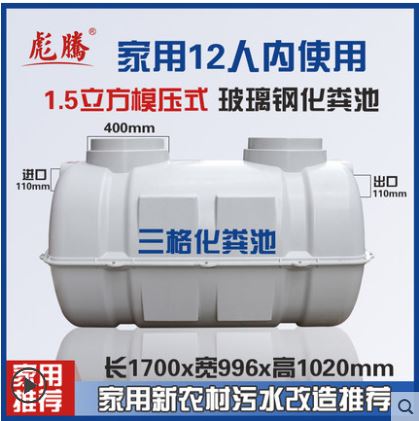 彪騰®
家用12人内使用
1.5立方模压式 玻璃钢化粪池
400mm
进口
110mm
出口
110mm
三格化粪池
长1700x宽996x高1020mm
家用
推荐
家用新农村污水改造推荐